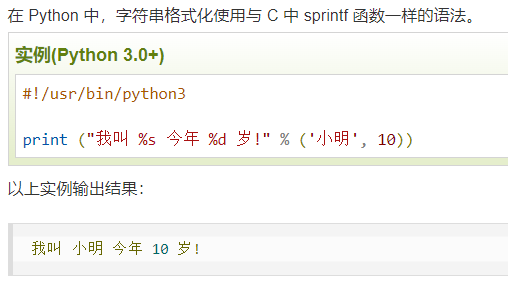 在 Python 中，字符串格式化使用与 C 中 sprintf 函数一样的语法。
实例(Python 3.0+)
#!/usr/bin/python3
print ("我叫 %s 今年 %d 岁!" % ('小明', 10))
以上实例输出结果：
我叫 小明 今年 10 岁!